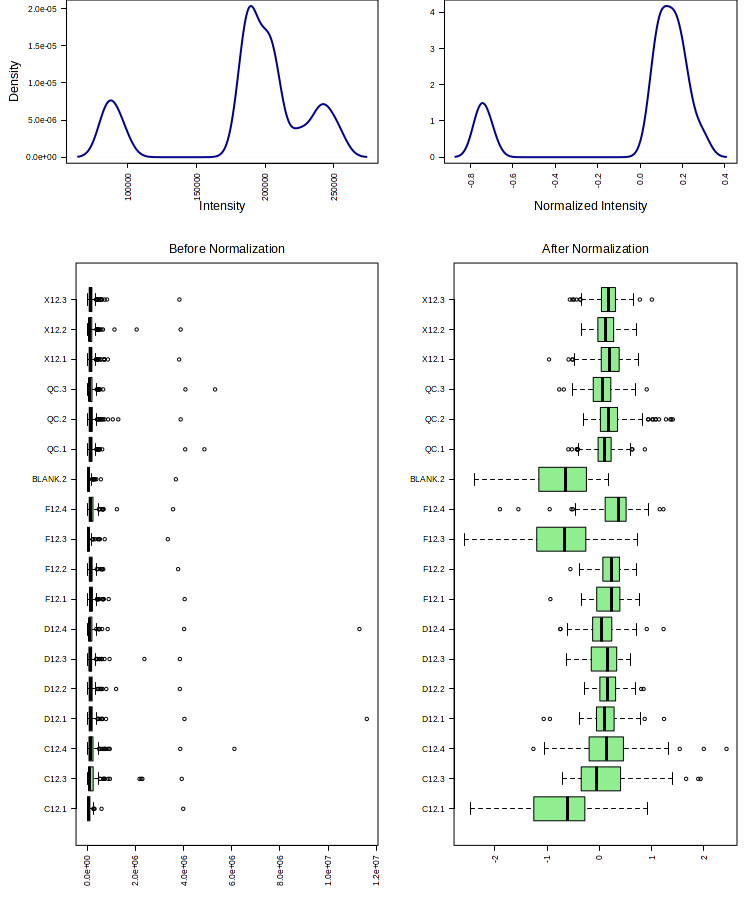 Density
2.0e-05
1.5e-05
1.0e-05
5.0e-06
0.0e+00
100000
150000
200000
250000
Intensity
4
3
2
1
0
-0.8
-0.6
-0.4
-0.2
0.0
0.2
0.4
Normalized Intensity
Before Normalization
X12.3
X12.2
X12.1
QC.3
QC.2
QC.1
BLANK.2
F12.4
F12.3
F12.2
F12.1
D12.4
D12.3
D12.2
D12.1
C12.4
C12.3
C12.1
0.0e+00
2.0e+06
4.0e+06
6.0e+06
8.0e+06
1.0e+07
1.2e+07
After Normalization
X12.3
X12.2
X12.1
QC.3
QC.2
QC.1
BLANK.2
F12.4
F12.3
F12.2
F12.1
D12.4
D12.3
D12.2
D12.1
C12.4
C12.3
C12.1
-2
-1
0
1
2